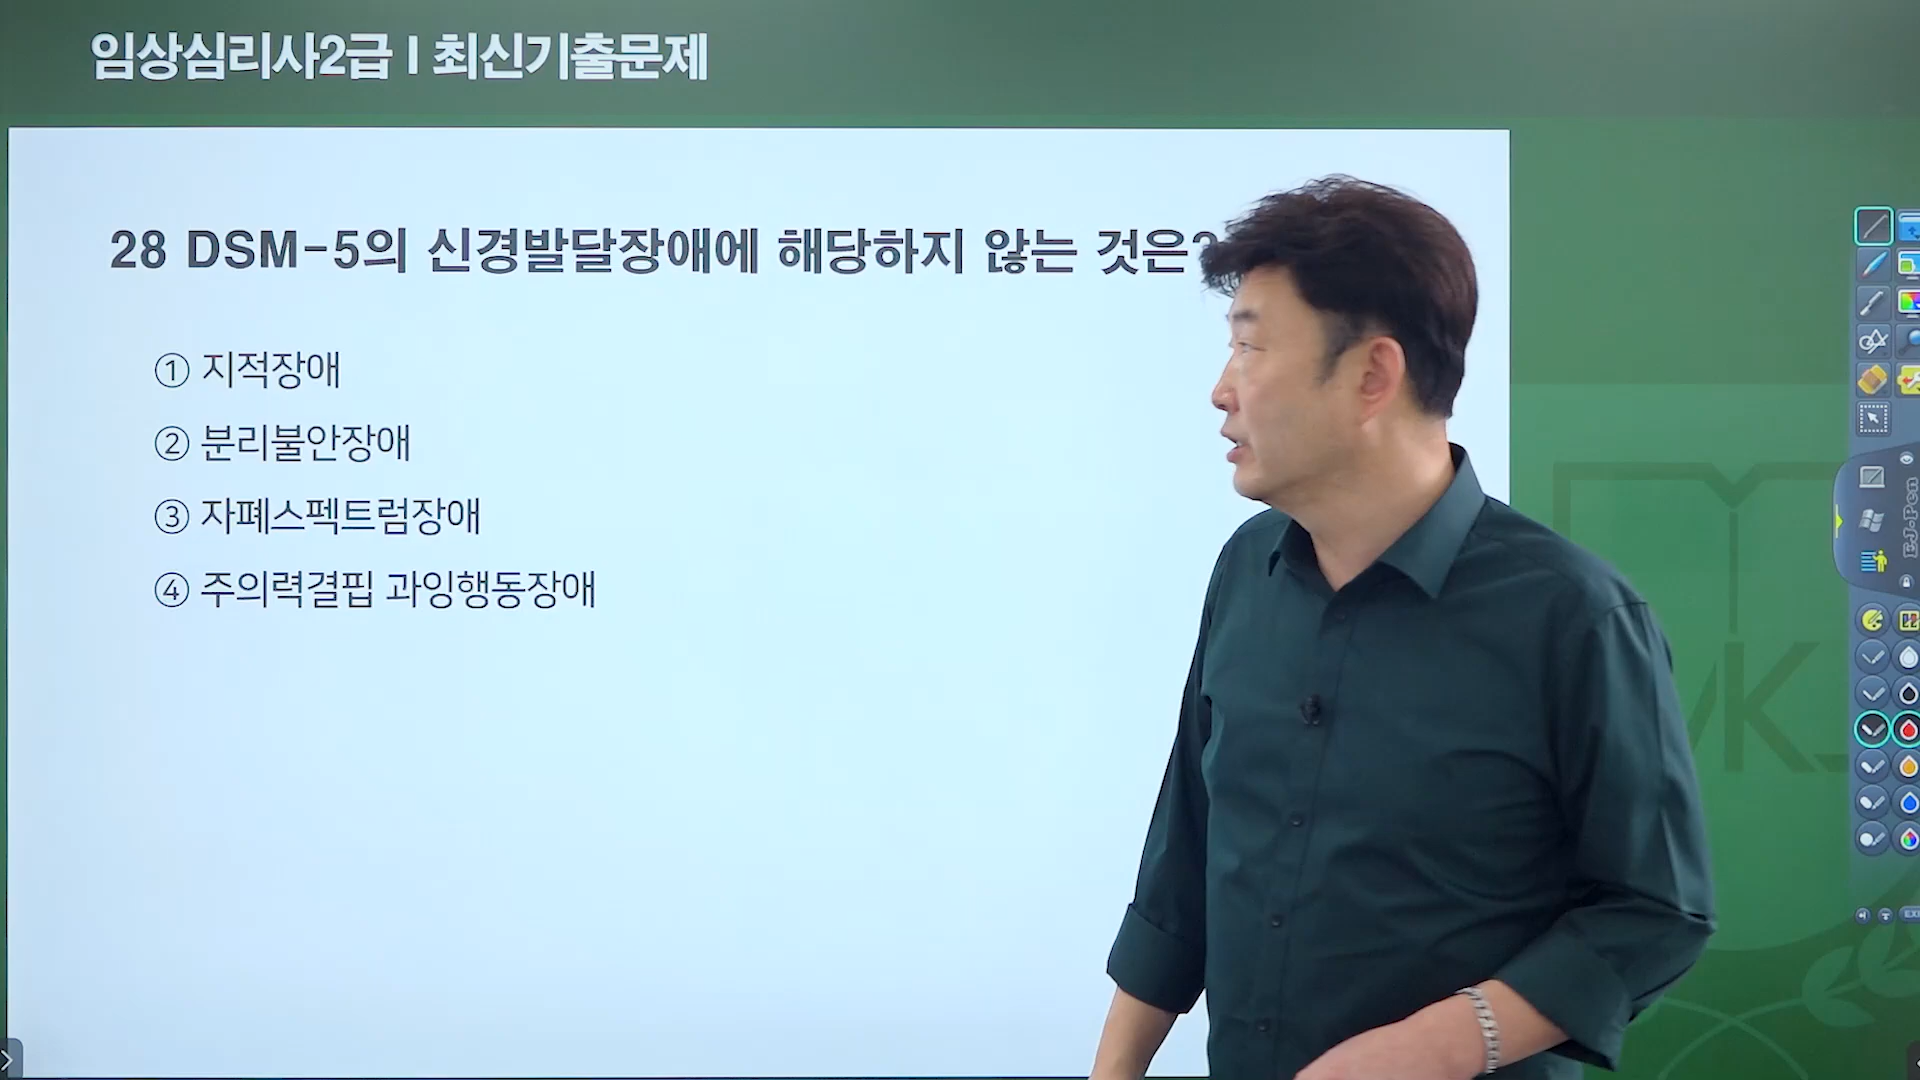 임상심리사2급 | 최신기출문제
28 DSM-5의 신경발달장애에 해당하지 않는 것은?
① 지적장애
② 분리불안장애
③ 자폐스펙트럼장애
④ 주의력결핍 과잉행동장애
EJ-Pen